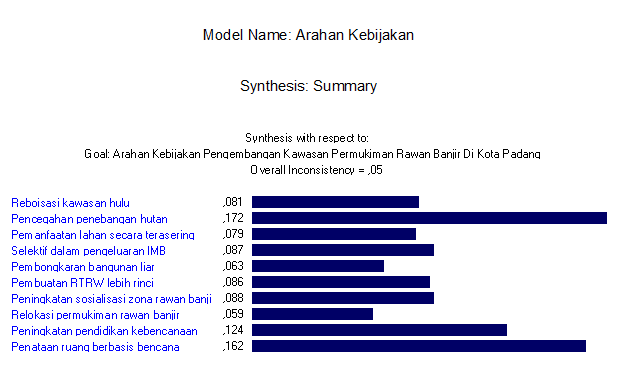 Model Name: Arahan Kebijakan
Synthesis: Summary
Synthesis with respect to:
Goal: Arahan Kebijakan Pengembangan Kawasan Permukiman Rawan Banjir Di Kota Padang
Overall Inconsistency = ,05
Reboisasi kawasan hulu ,081
Pencegahan penebangan hutan ,172
Pemanfaatan lahan secara terasering ,079
Selektif dalam pengeluaran IMB ,087
Pembongkaran bangunan liar ,063
Pembuatan RTRW lebih rinci ,086
Peningkatan sosialisasi zona rawan banji ,088
Relokasi permukiman rawan banjir ,059
Peningkatan pendidikan kebencanaan ,124
Penataan ruang berbasis bencana ,162